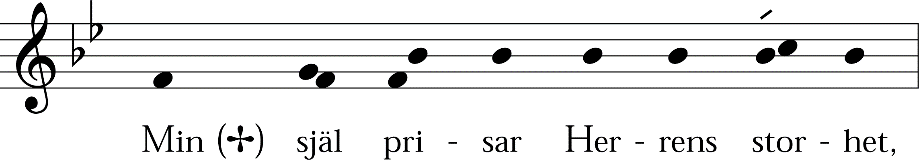 Min (✢) själ pri - sar Her - rens stor - het,